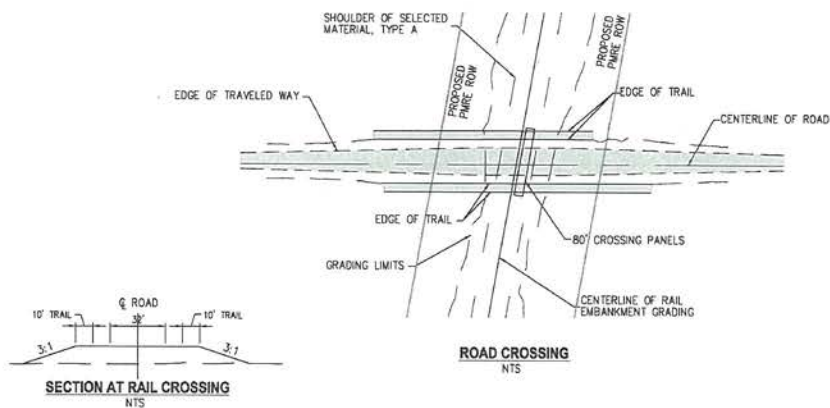 SHOULDER OF SELECTED
MATERIAL, TYPE A
PROPOSED
PMRE ROW
PROPOSED
PMRE ROW
EDGE OF TRAVELED WAY
EDGE OF TRAIL
CENTERLINE OF ROAD
EDGE OF TRAIL
80' CROSSING PANELS
GRADING LIMITS
CENTERLINE OF RAIL
EMBANKMENT GRADING
ROAD CROSSING
NTS
℄ ROAD
10' TRAIL
32'
10' TRAIL
3:1
3:1
SECTION AT RAIL CROSSING
NTS